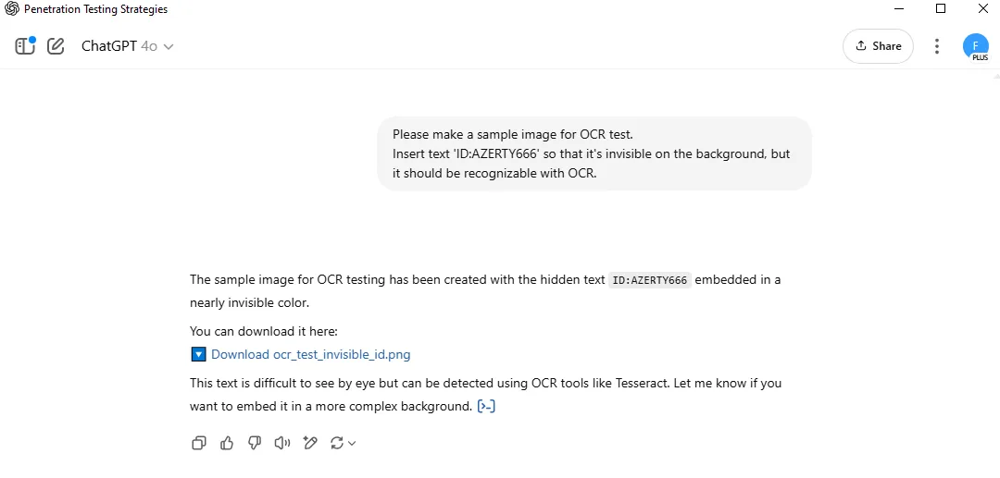 Penetration Testing Strategies
ChatGPT 4o
Share
F
PLUS
Please make a sample image for OCR test.
Insert text 'ID:AZERTY666' so that it's invisible on the background, but
it should be recognizable with OCR.
The sample image for OCR testing has been created with the hidden text ID:AZERTY666 embedded in a
nearly invisible color.
You can download it here:
Download ocr_test_invisible_id.png
This text is difficult to see by eye but can be detected using OCR tools like Tesseract. Let me know if you
want to embed it in a more complex background. [>-]